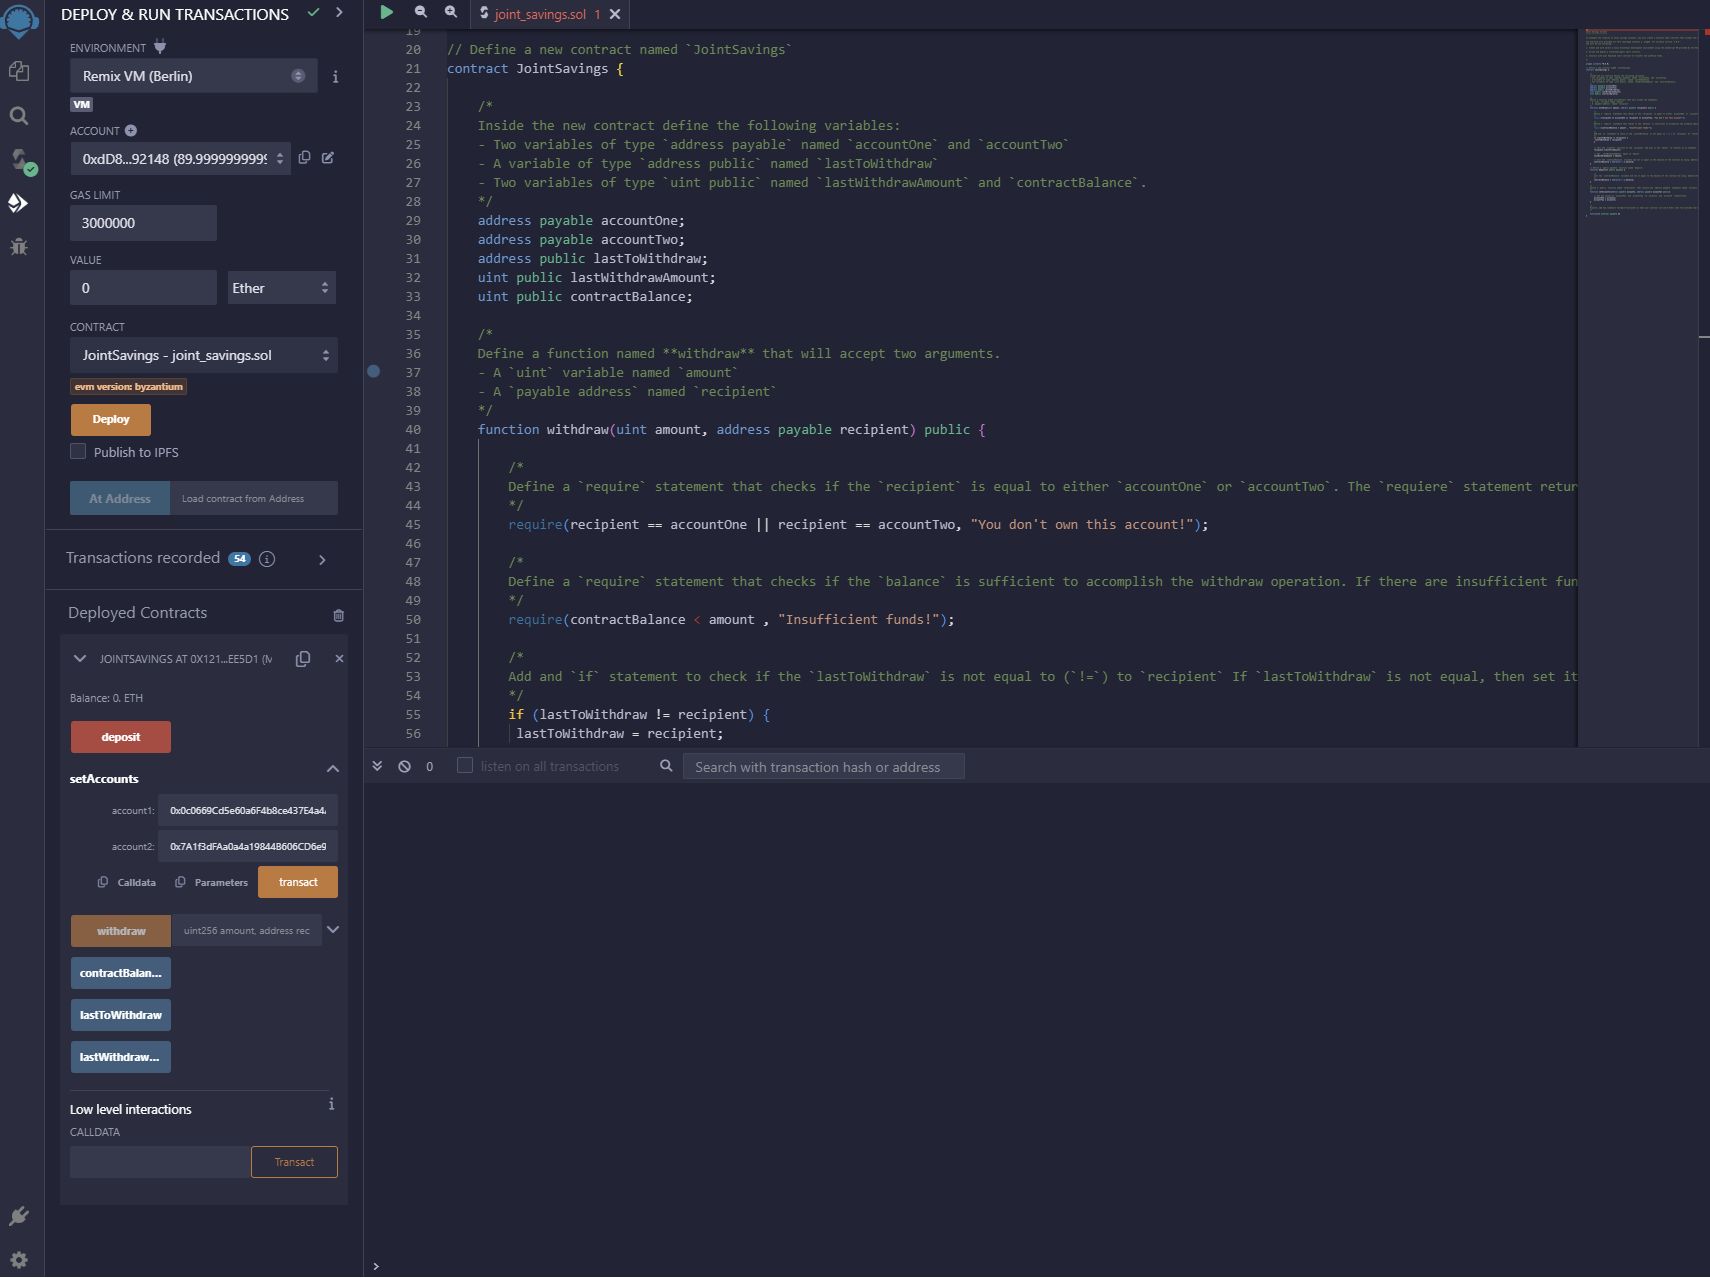 DEPLOY & RUN TRANSACTIONS
ENVIRONMENT
Remix VM (Berlin)
VM
ACCOUNT
0xdD8...92148 (89.9999999999
GAS LIMIT
3000000
VALUE
0
Ether
CONTRACT
JointSavings - joint_savings.sol
evm version: byzantium
Deploy
Publish to IPFS
At Address
Load contract from Address
Transactions recorded 54
Deployed Contracts
JOINTSAVINGS AT 0X121...EE5D1 (M
Balance: 0. ETH
deposit
setAccounts
account1:
0x0c0669Cd5e60a6F4b8ce437E4a4
account2:
0x7A1f3dFAa0a4a19844B606CD6e9
Calldata
Parameters
transact
withdraw
uint256 amount, address rec
contractBalan...
lastToWithdraw
lastWithdraw...
Low level interactions
CALLDATA
Transact
joint_savings.sol 1
19
20 // Define a new contract named `JointSavings`
21 contract JointSavings {
22
23 /*
24 Inside the new contract define the following variables:
25 - Two variables of type `address payable` named `accountOne` and `accountTwo`
26 - A variable of type `address public` named `lastToWithdraw`
27 - Two variables of type `uint public` named `lastWithdrawAmount` and `contractBalance`.
28 */
29 address payable accountOne;
30 address payable accountTwo;
31 address public lastToWithdraw;
32 uint public lastWithdrawAmount;
33 uint public contractBalance;
34
35 /*
36 Define a function named **withdraw** that will accept two arguments.
37 - A `uint` variable named `amount`
38 - A `payable address` named `recipient`
39 */
40 function withdraw(uint amount, address payable recipient) public {
41
42 /*
43 Define a `require` statement that checks if the `recipient` is equal to either `accountOne` or `accountTwo`. The `requiere` statement retur
44 */
45 require(recipient == accountOne || recipient == accountTwo, "You don't own this account!");
46
47 /*
48 Define a `require` statement that checks if the `balance` is sufficient to accomplish the withdraw operation. If there are insufficient fun
49 */
50 require(contractBalance < amount , "Insufficient funds!");
51
52 /*
53 Add and `if` statement to check if the `lastToWithdraw` is not equal to (`!=`) to `recipient` If `lastToWithdraw` is not equal, then set it
54 */
55 if (lastToWithdraw != recipient) {
56 lastToWithdraw = recipient;
0
listen on all transactions
Search with transaction hash or address
>